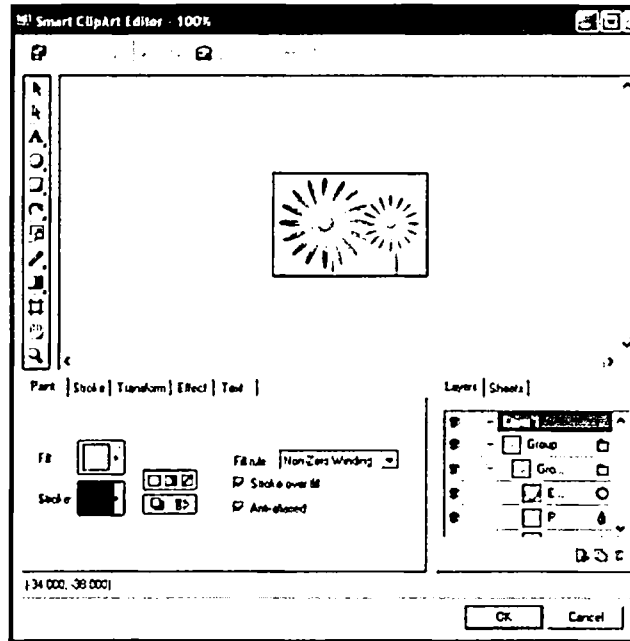 Smart ClipArt Editor - 100%
A
Paint Stroke Transform Effect Text
Layers Sheets
Group
Gro...
E...
P
Fill
Fill rule Non Zero Winding
Stroke
Stroke over fill
Anti-aliased
(-34.000, -38.000)
OK Cancel